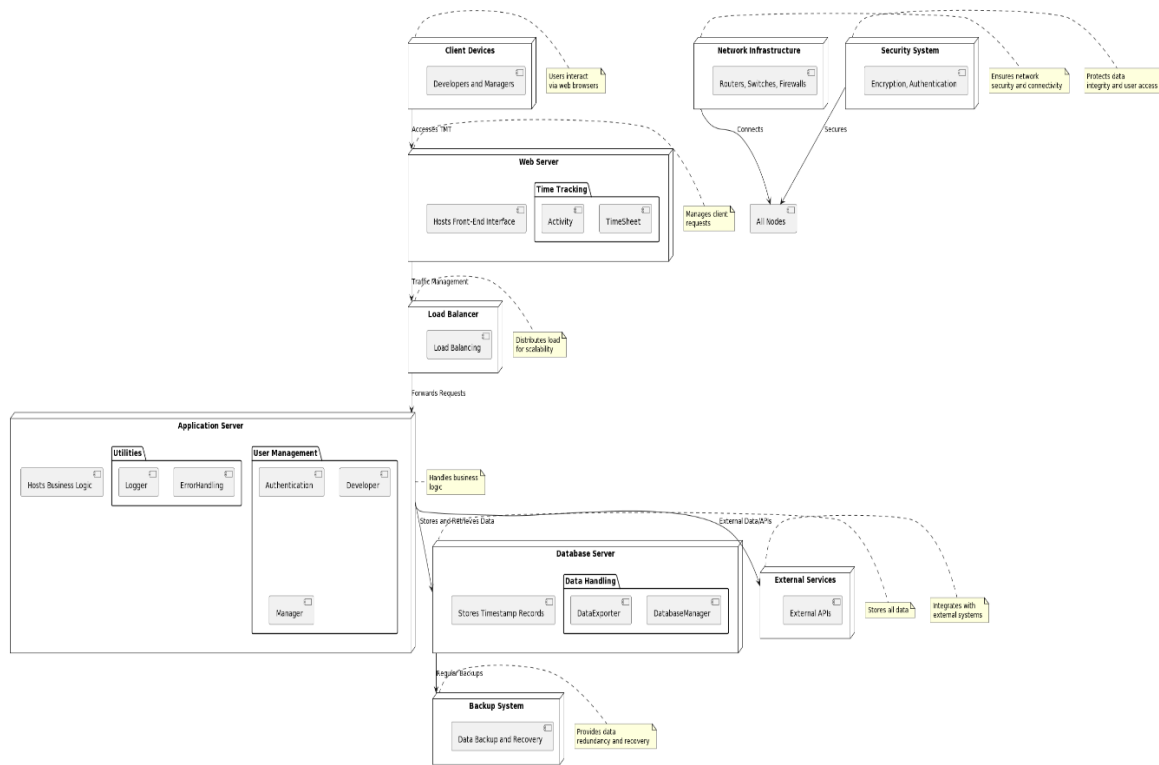 Client Devices
Developers and Managers
Users interact
via web browsers
Network Infrastructure
Routers, Switches, Firewalls
Security System
Encryption, Authentication
Ensures network
security and connectivity
Protects data
integrity and user access
Accesses TMT
Connects
Secures
Web Server
Hosts Front-End Interface
Time Tracking
Activity
TimeSheet
Manages client
requests
All Nodes
Traffic Management
Load Balancer
Load Balancing
Distributes load
for scalability
Forwards Requests
Application Server
Hosts Business Logic
Utilities
Logger
ErrorHandling
User Management
Authentication
Developer
Manager
Handles business
logic
Stores and Retrieves Data
External Data/APIs
Database Server
Stores Timestamp Records
Data Handling
DataExporter
DatabaseManager
External Services
External APIs
Stores all data
Integrates with
external systems
Regular Backups
Backup System
Data Backup and Recovery
Provides data
redundancy and recovery